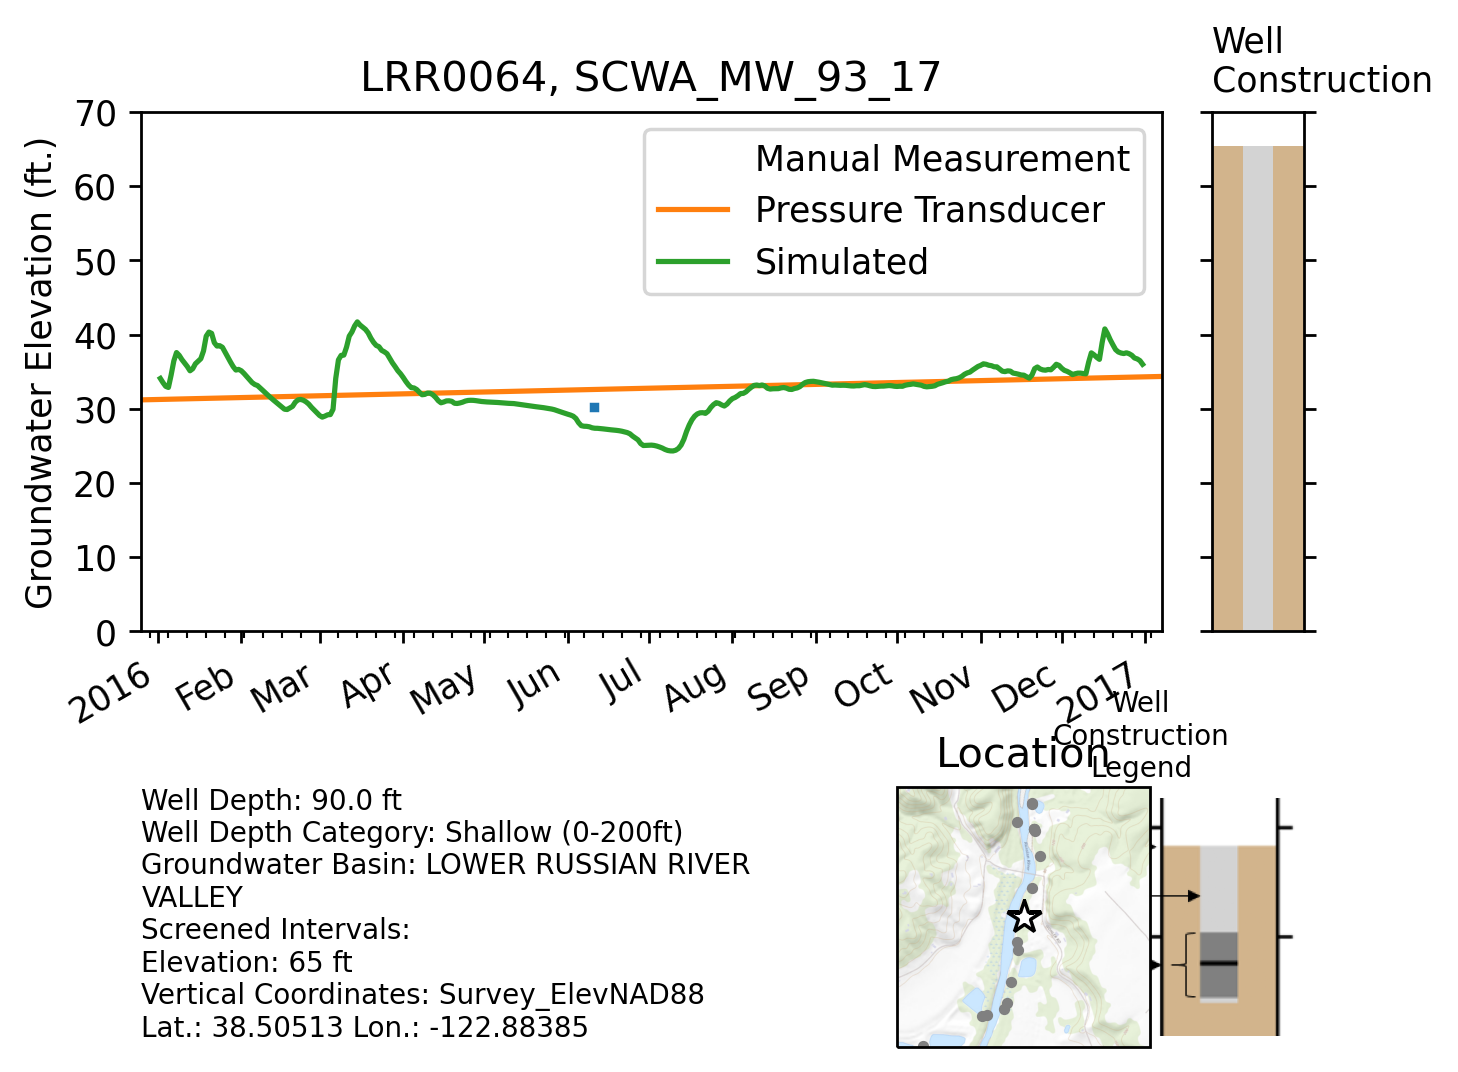 Well
Construction
LRR0064, SCWA_MW_93_17
Groundwater Elevation (ft.)
70
60
50
40
30
20
10
0
Manual Measurement
Pressure Transducer
Simulated
2016 Feb Mar Apr May Jun Jul Aug Sep Oct Nov Dec 2017
Well
Construction
Legend
Location
Well Depth: 90.0 ft
Well Depth Category: Shallow (0-200ft)
Groundwater Basin: LOWER RUSSIAN RIVER
VALLEY
Screened Intervals:
Elevation: 65 ft
Vertical Coordinates: Survey_ElevNAD88
Lat.: 38.50513 Lon.: -122.88385